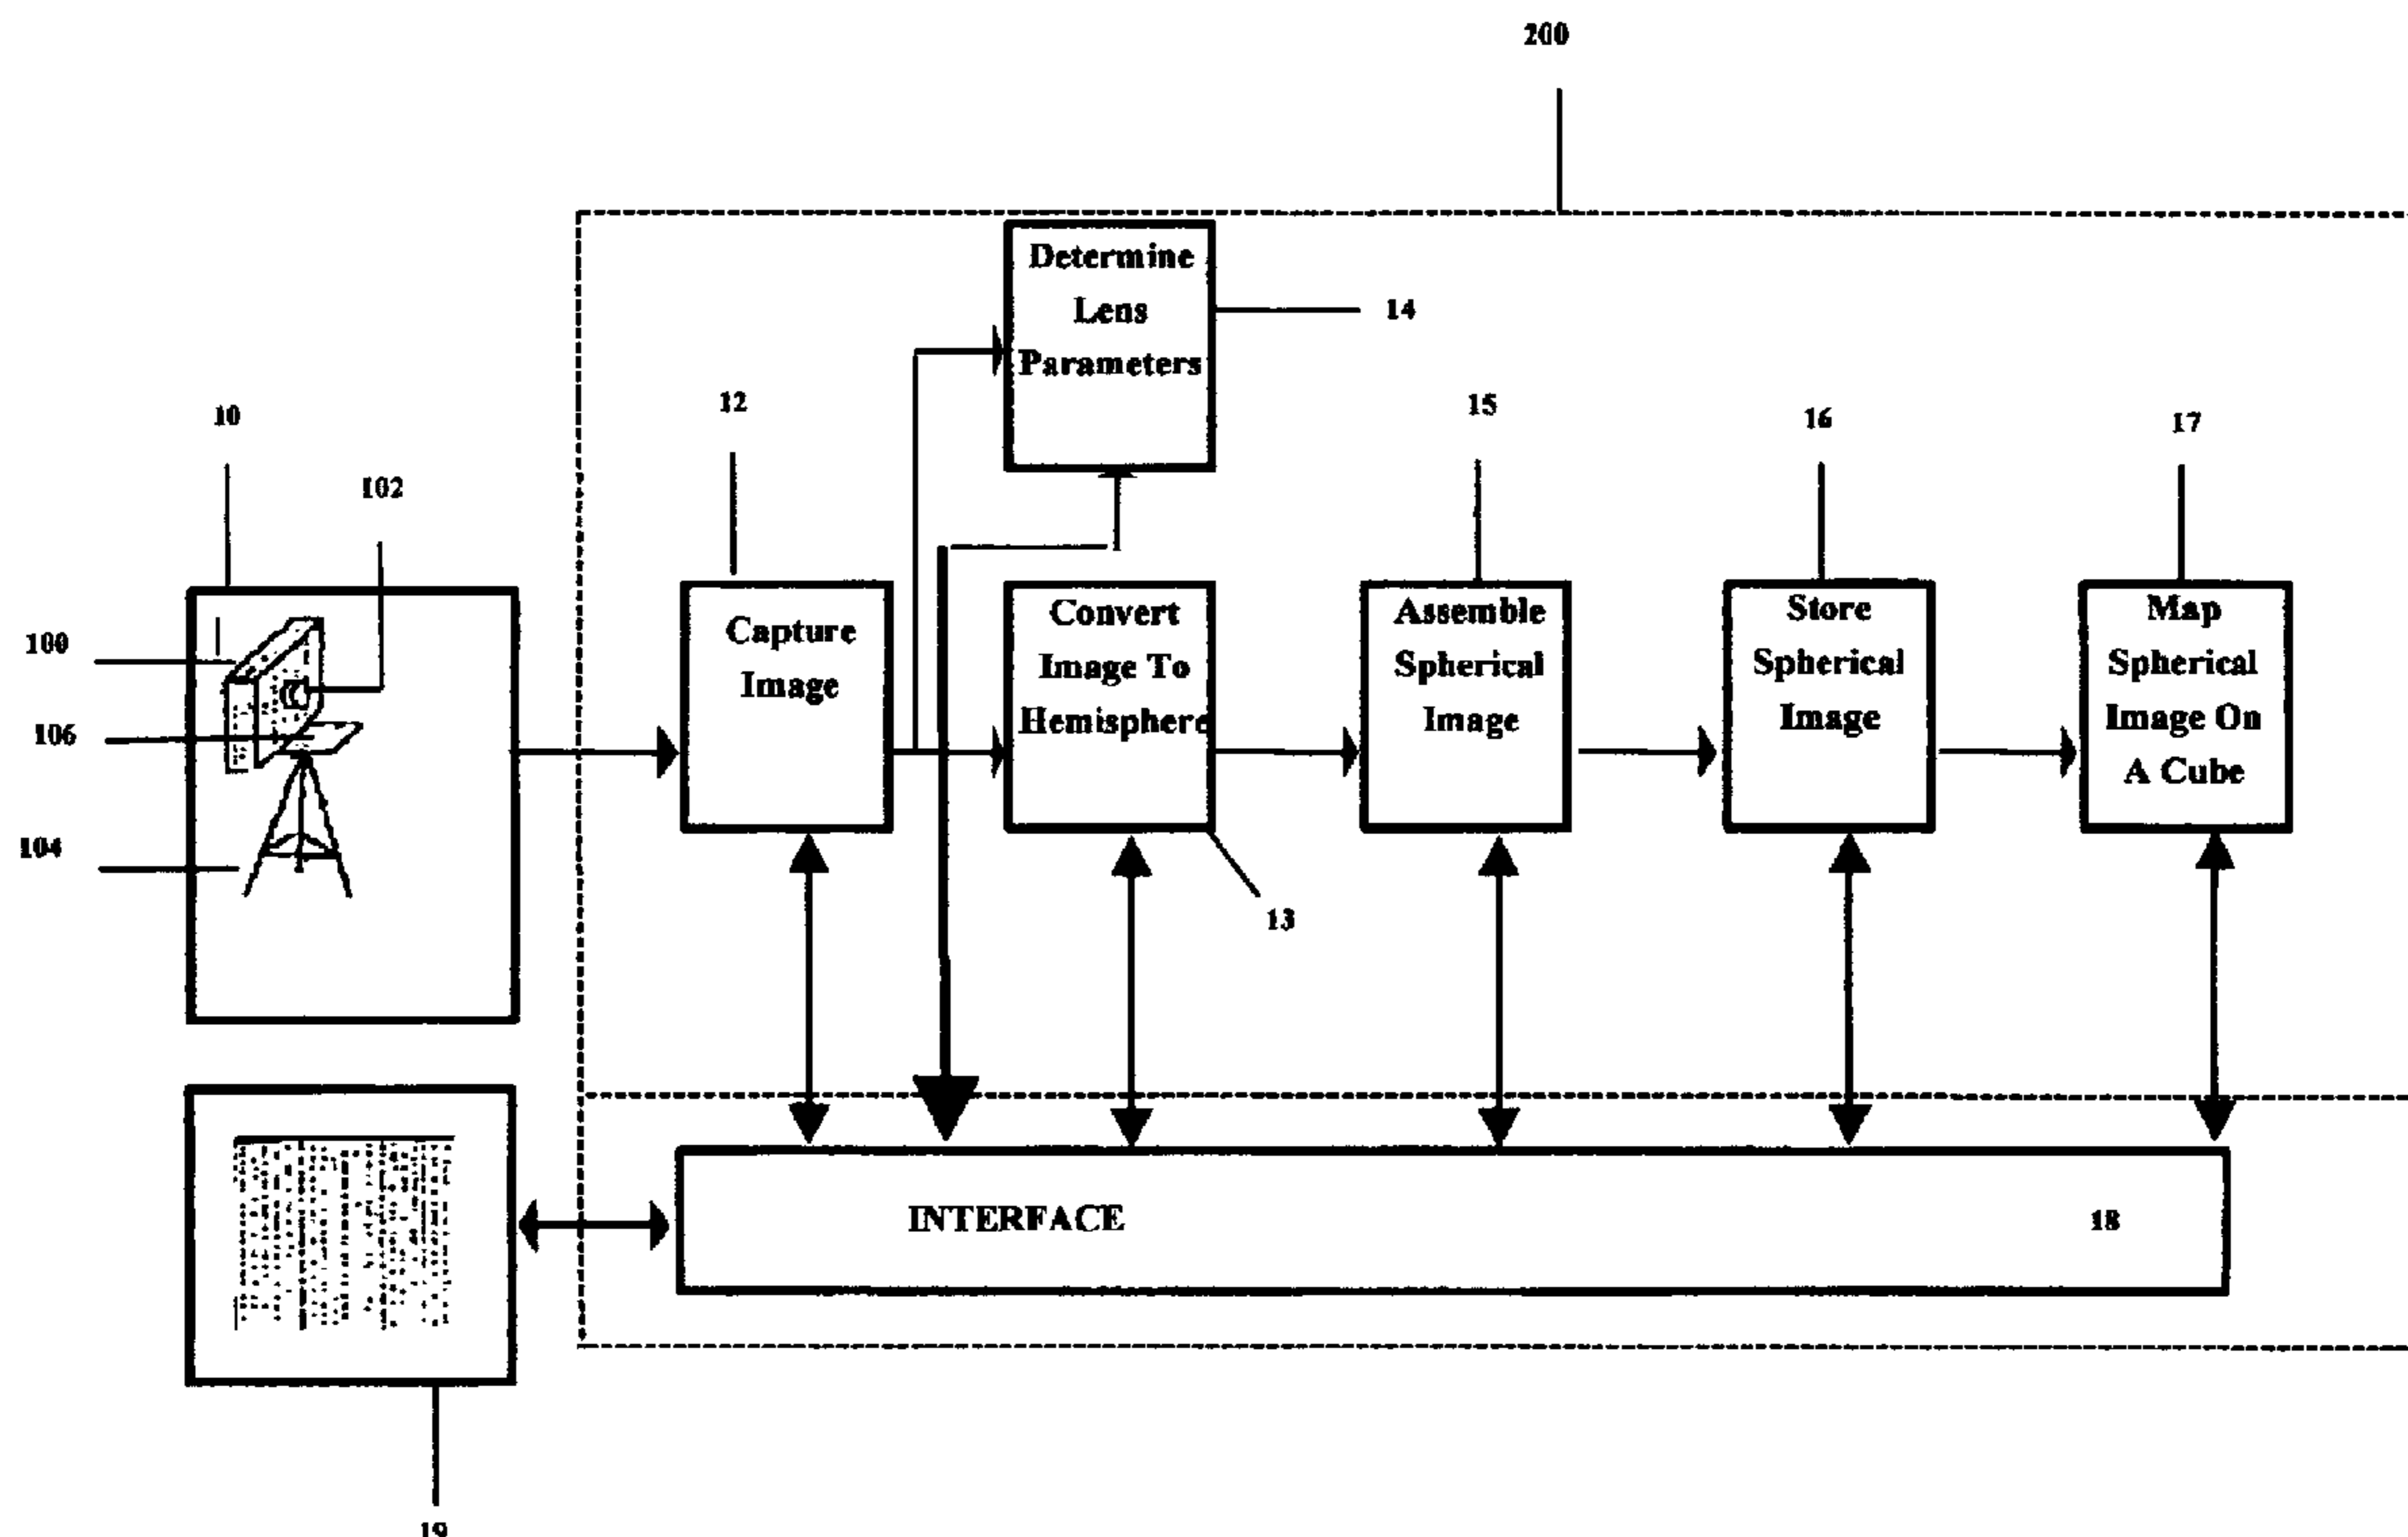 200
Determine
Lens
Parameters
14
10
12
15
16
17
102
Capture
Image
Convert
Image To
Hemisphere
Assemble
Spherical
Image
Store
Spherical
Image
Map
Spherical
Image On
A Cube
100
106
104
13
INTERFACE
18
19